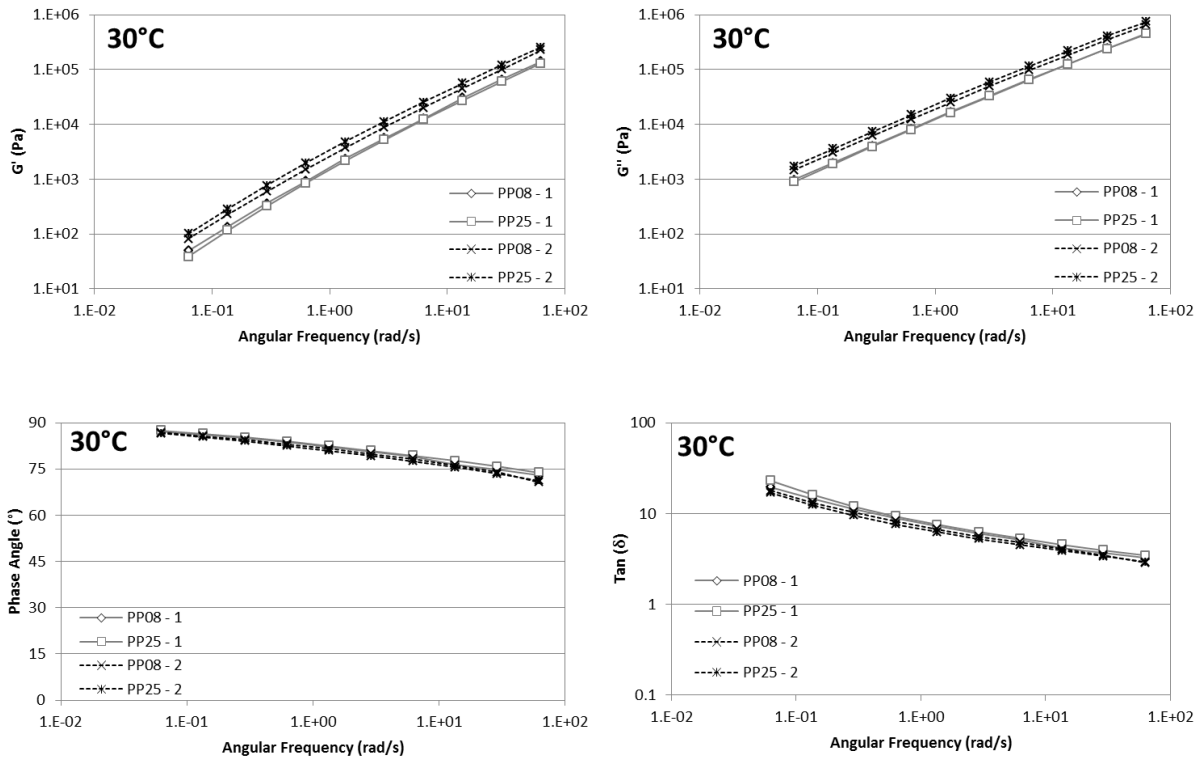 30°C
1.E+06
1.E+05
1.E+04
1.E+03
1.E+02
1.E+01
G' (Pa)
PP08 - 1
PP25 - 1
PP08 - 2
PP25 - 2
1.E-02
1.E-01
1.E+00
1.E+01
1.E+02
Angular Frequency (rad/s)
30°C
1.E+06
1.E+05
1.E+04
1.E+03
1.E+02
1.E+01
G'' (Pa)
PP08 - 1
PP25 - 1
PP08 - 2
PP25 - 2
1.E-02
1.E-01
1.E+00
1.E+01
1.E+02
Angular Frequency (rad/s)
30°C
90
75
60
45
30
15
0
Phase Angle (°)
PP08 - 1
PP25 - 1
PP08 - 2
PP25 - 2
1.E-02
1.E-01
1.E+00
1.E+01
1.E+02
Angular Frequency (rad/s)
30°C
100
10
1
0.1
Tan (δ)
PP08 - 1
PP25 - 1
PP08 - 2
PP25 - 2
1.E-02
1.E-01
1.E+00
1.E+01
1.E+02
Angular Frequency (rad/s)